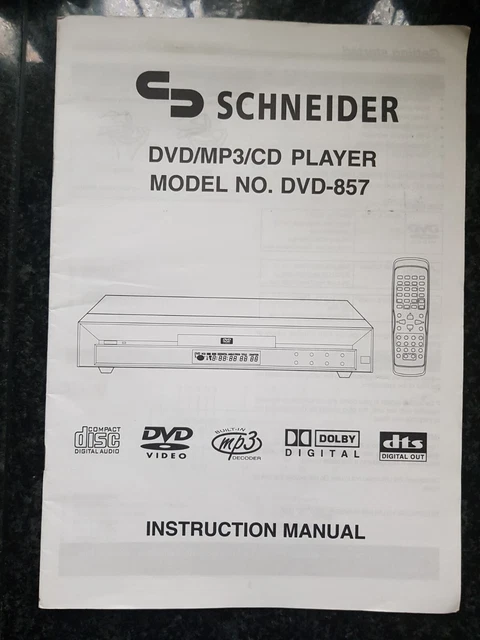 SCHNEIDER
DVD/MP3/CD PLAYER
MODEL NO. DVD-857
COMPACT
disc
DIGITAL AUDIO
DVD
VIDEO
BUILT-IN
mp3
DECODER
DOLBY
DIGITAL
dts
DIGITAL OUT
INSTRUCTION MANUAL